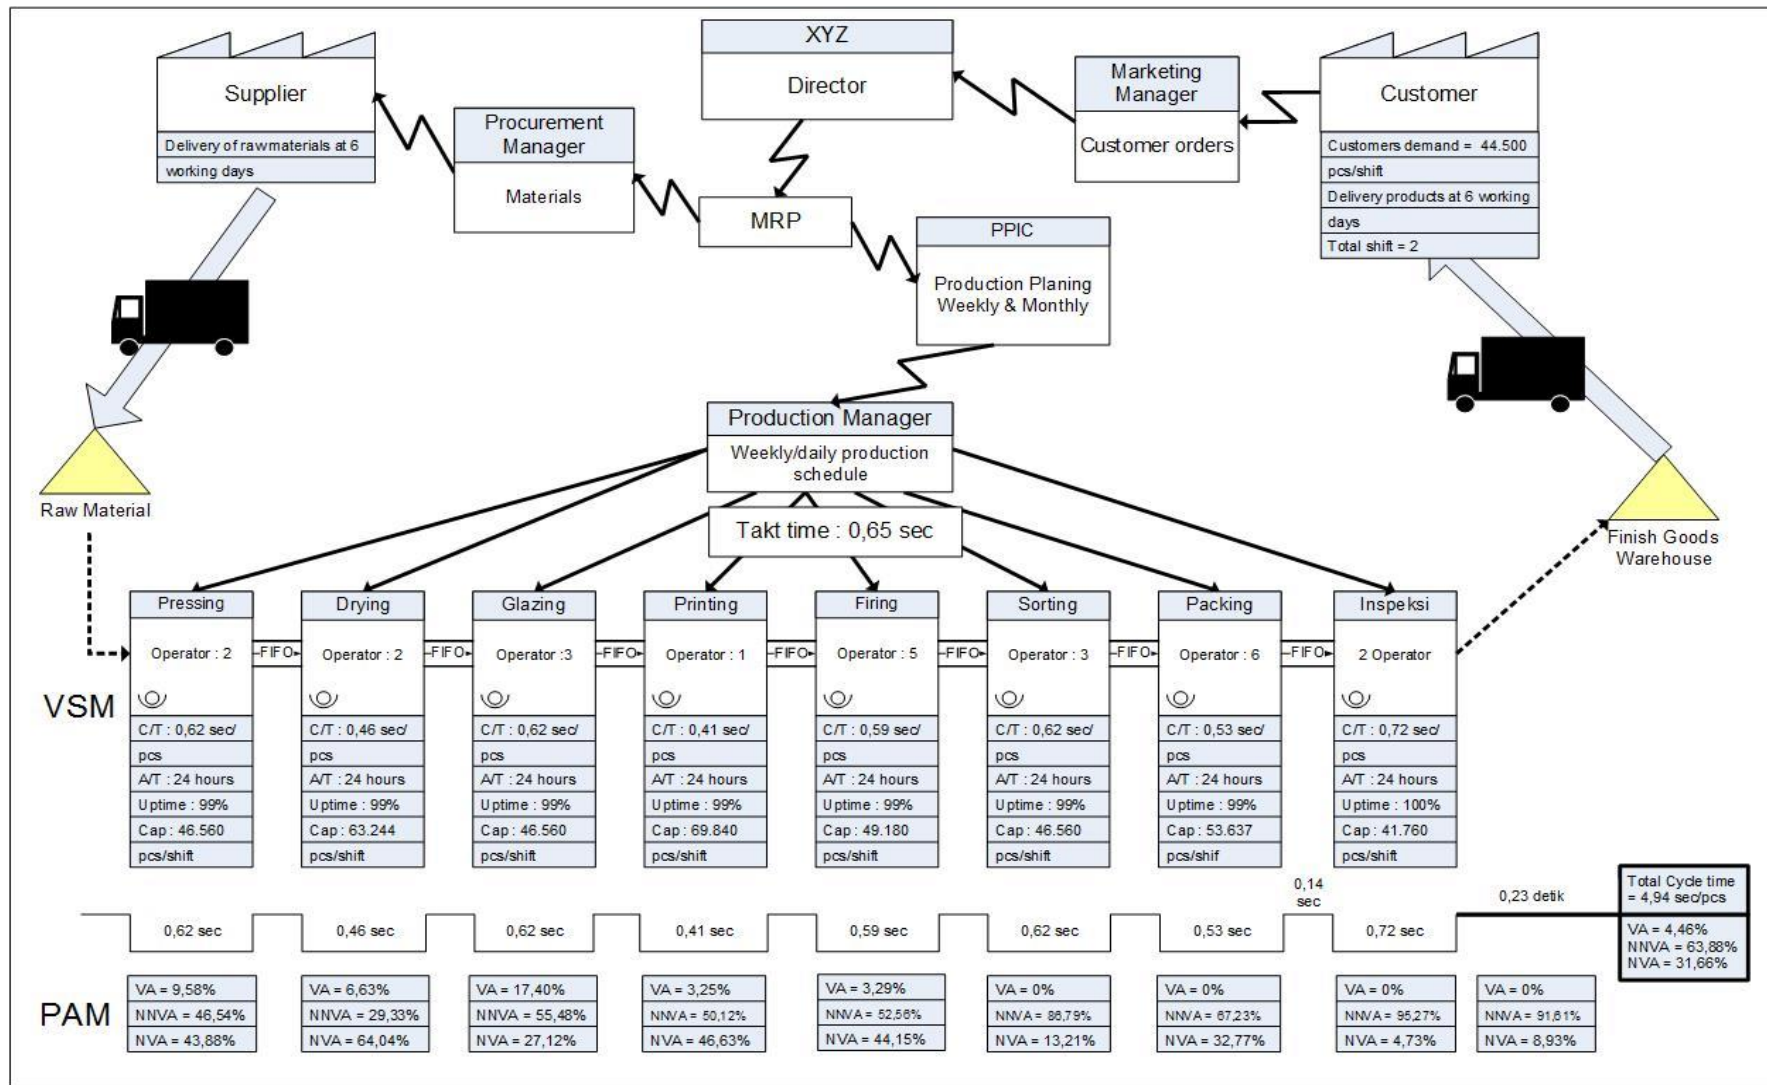 XYZ
Director
Supplier
Delivery of raw materials at 6
working days
Procurement
Manager
Materials
MRP
Marketing
Manager
Customer orders
Customer
Customers demand = 44.500
pcs/shift
Delivery products at 6 working
days
Total shift = 2
PPIC
Production Planing
Weekly & Monthly
Production Manager
Weekly/daily production
schedule
Takt time : 0,65 sec
Raw Material
Finish Goods
Warehouse
VSM
Pressing
Operator : 2
C/T : 0,62 sec/
pcs
A/T : 24 hours
Uptime : 99%
Cap : 46.560
pcs/shift
FIFO
Drying
Operator : 2
C/T : 0,46 sec/
pcs
A/T : 24 hours
Uptime : 99%
Cap : 63.244
pcs/shift
FIFO
Glazing
Operator :3
C/T : 0,62 sec/
pcs
A/T : 24 hours
Uptime : 99%
Cap : 46.560
pcs/shift
FIFO
Printing
Operator : 1
C/T : 0,41 sec/
pcs
A/T : 24 hours
Uptime : 99%
Cap : 69.840
pcs/shift
FIFO
Firing
Operator : 5
C/T : 0,59 sec/
pcs
A/T : 24 hours
Uptime : 99%
Cap : 49.180
pcs/shift
FIFO
Sorting
Operator : 3
C/T : 0,62 sec/
pcs
A/T : 24 hours
Uptime : 99%
Cap : 46.560
pcs/shift
FIFO
Packing
Operator : 6
C/T : 0,53 sec/
pcs
A/T : 24 hours
Uptime : 99%
Cap : 53.637
pcs/shif
FIFO
Inspeksi
2 Operator
C/T : 0,72 sec/
pcs
A/T : 24 hours
Uptime : 100%
Cap : 41.760
pcs/shift
0,62 sec
0,46 sec
0,62 sec
0,41 sec
0,59 sec
0,62 sec
0,53 sec
0,14
sec
0,72 sec
0,23 detik
Total Cycle time
= 4,94 sec/pcs
VA = 4,46%
NNVA = 63,88%
NVA = 31,66%
PAM
VA = 9,58%
NNVA = 46,54%
NVA = 43,88%
VA = 6,63%
NNVA = 29,33%
NVA = 64,04%
VA = 17,40%
NNVA = 55,48%
NVA = 27,12%
VA = 3,25%
NNVA = 50,12%
NVA = 46,63%
VA = 3,29%
NNVA = 52,56%
NVA = 44,15%
VA = 0%
NNVA = 86,79%
NVA = 13,21%
VA = 0%
NNVA = 67,23%
NVA = 32,77%
VA = 0%
NNVA = 95,27%
NVA = 4,73%
VA = 0%
NNVA = 91,61%
NVA = 8,93%